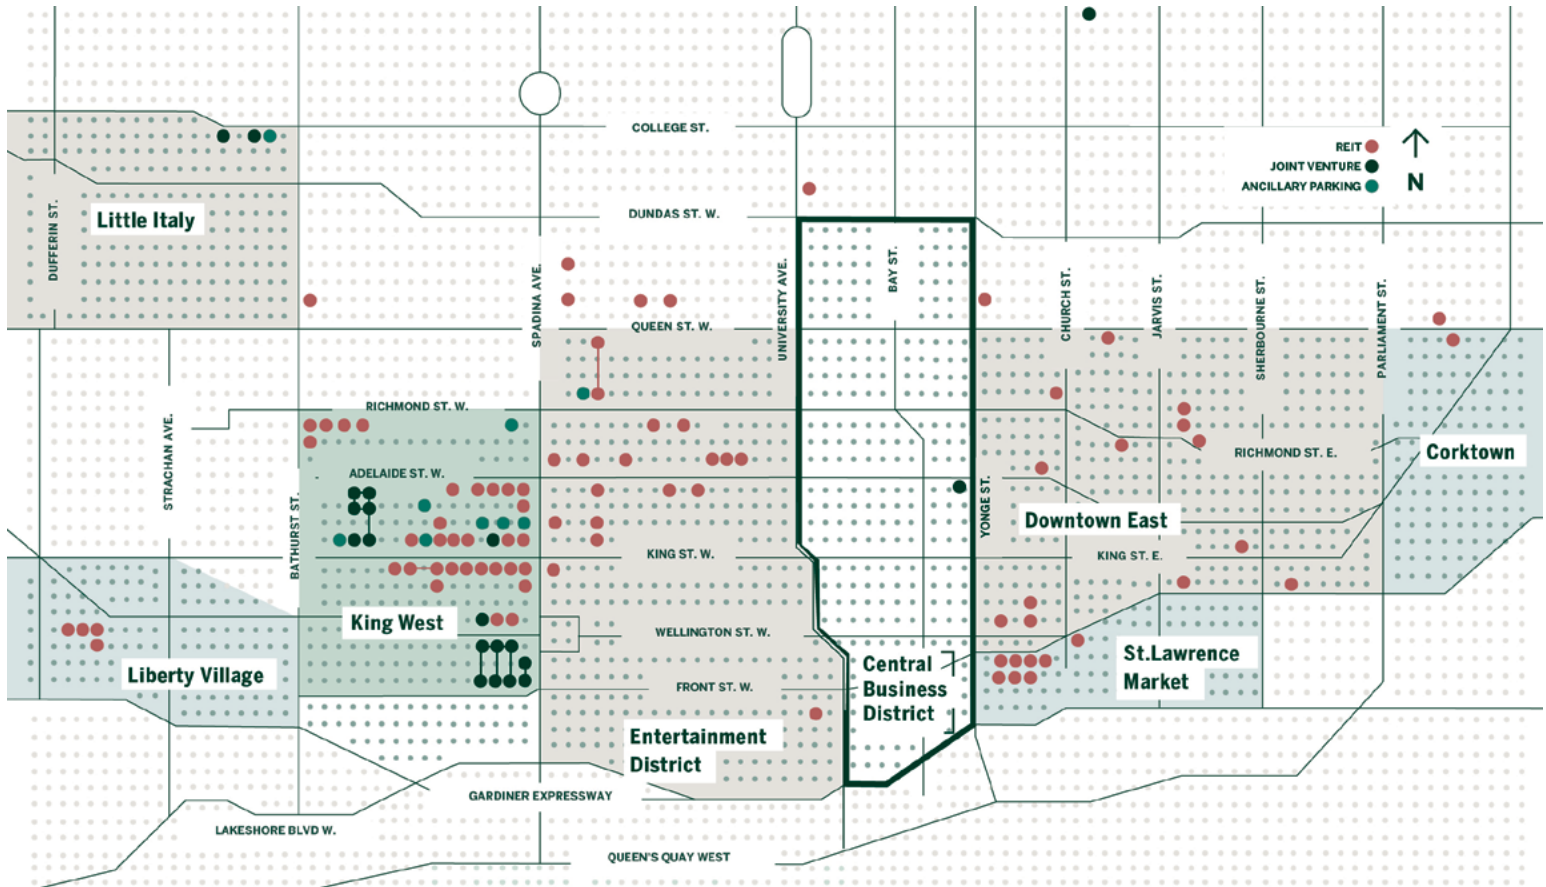 COLLEGE ST.
REIT
JOINT VENTURE
ANCILLARY PARKING
N
DUNDAS ST. W.
Little Italy
DUFFERIN ST.
SPADINA AVE.
UNIVERSITY AVE.
BAY ST.
CHURCH ST.
JARVIS ST.
SHERBOURNE ST.
PARLIAMENT ST.
QUEEN ST. W.
RICHMOND ST. W.
STRACHAN AVE.
ADELAIDE ST. W.
BATHURST ST.
RICHMOND ST. E.
Corktown
YONGE ST.
Downtown East
KING ST. W.
KING ST. E.
King West
WELLINGTON ST. W.
Liberty Village
FRONT ST. W.
Central
Business
District
St.Lawrence
Market
Entertainment
District
GARDINER EXPRESSWAY
LAKESHORE BLVD W.
QUEEN'S QUAY WEST